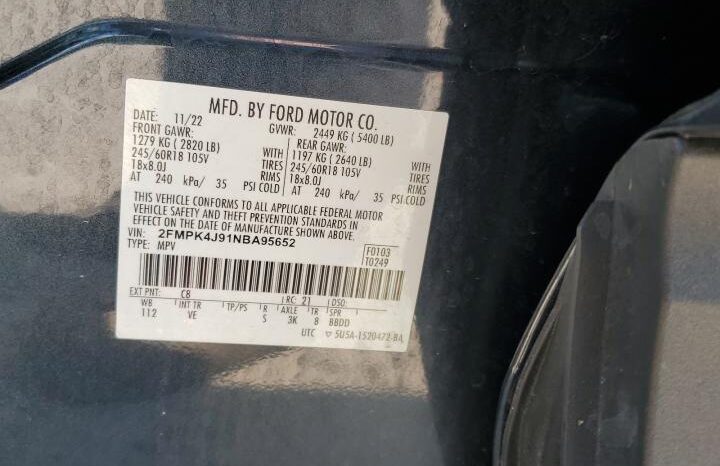 MFD. BY FORD MOTOR CO.
DATE: 11/22 GVWR: 2449 KG ( 5400 LB)
FRONT GAWR: REAR GAWR:
1279 KG ( 2820 LB) WITH 1197 KG ( 2640 LB) WITH
245/60R18 105V TIRES 245/60R18 105V TIRES
18x8.0J RIMS 18x8.0J RIMS
AT 240 kPa/ 35 PSI COLD AT 240 kPa/ 35 PSI COLD
THIS VEHICLE CONFORMS TO ALL APPLICABLE FEDERAL MOTOR
VEHICLE SAFETY AND THEFT PREVENTION STANDARDS IN
EFFECT ON THE DATE OF MANUFACTURE SHOWN ABOVE.
VIN: 2FMPK4J91NBA95652
TYPE: MPV
F0103
T0249
EXT PNT: C8 RC: 21 DSO:
WB INT TR TP/PS R AXLE TR SPR
112 VE S 3K 8 BBDD
UTC ▽ 5U5A-1520472-BA